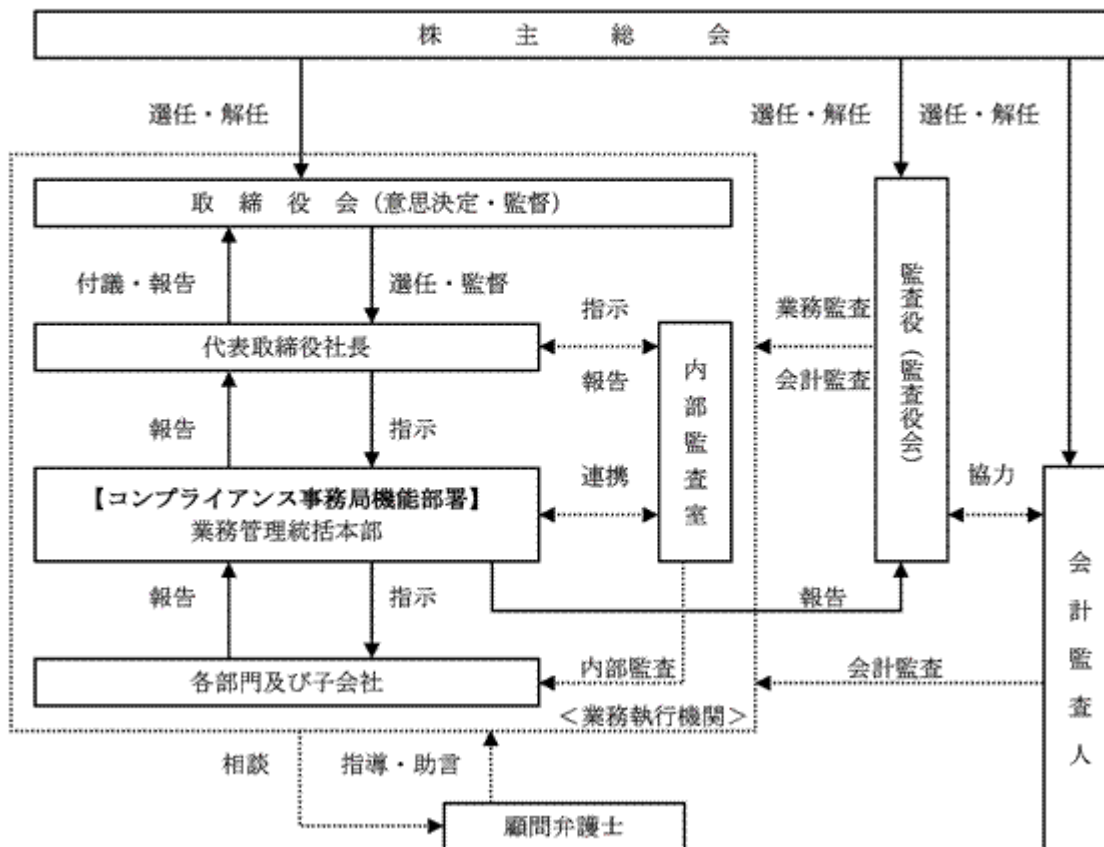 株主総会
選任・解任
選任・解任
選任・解任
取締役会（意思決定・監督）
付議・報告
選任・監督
代表取締役社長
指示
報告
内部監査室
業務監査
会計監査
監査役（監査役会）
報告
指示
【コンプライアンス事務局機能部署】
業務管理統括本部
連携
協力
会計監査人
報告
指示
報告
各部門及び子会社
内部監査
会計監査
＜業務執行機関＞
相談
指導・助言
顧問弁護士